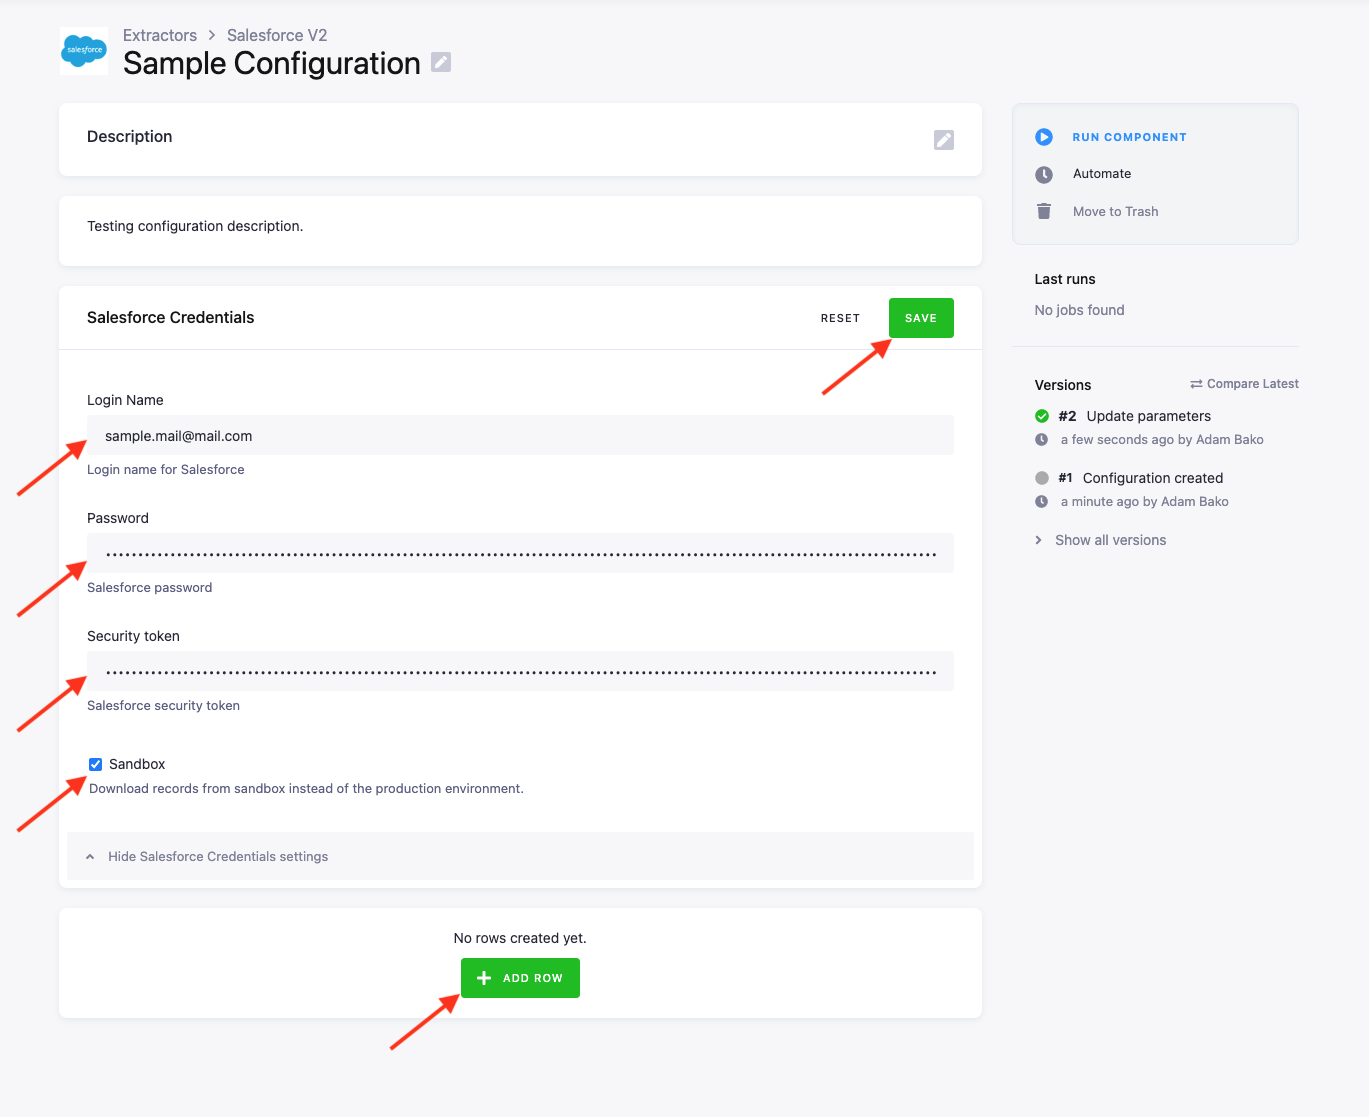 salesforce
Extractors > Salesforce V2
Sample Configuration
Description
Testing configuration description.
Salesforce Credentials
RESET
SAVE
Login Name
sample.mail@mail.com
Login name for Salesforce
Password
Salesforce password
Security token
Salesforce security token
Sandbox
Download records from sandbox instead of the production environment.
Hide Salesforce Credentials settings
No rows created yet.
ADD ROW
RUN COMPONENT
Automate
Move to Trash
Last runs
No jobs found
Versions
Compare Latest
#2 Update parameters
a few seconds ago by Adam Bako
#1 Configuration created
a minute ago by Adam Bako
Show all versions